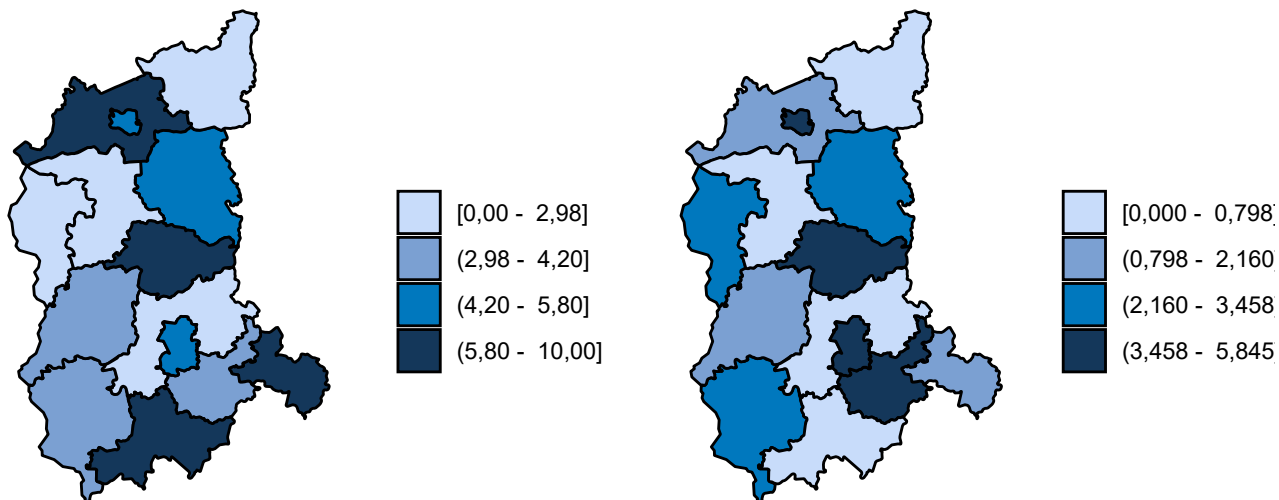 [0,00 - 2,98]
(2,98 - 4,20]
(4,20 - 5,80]
(5,80 - 10,00]
[0,000 - 0,798]
(0,798 - 2,160]
(2,160 - 3,458]
(3,458 - 5,845]